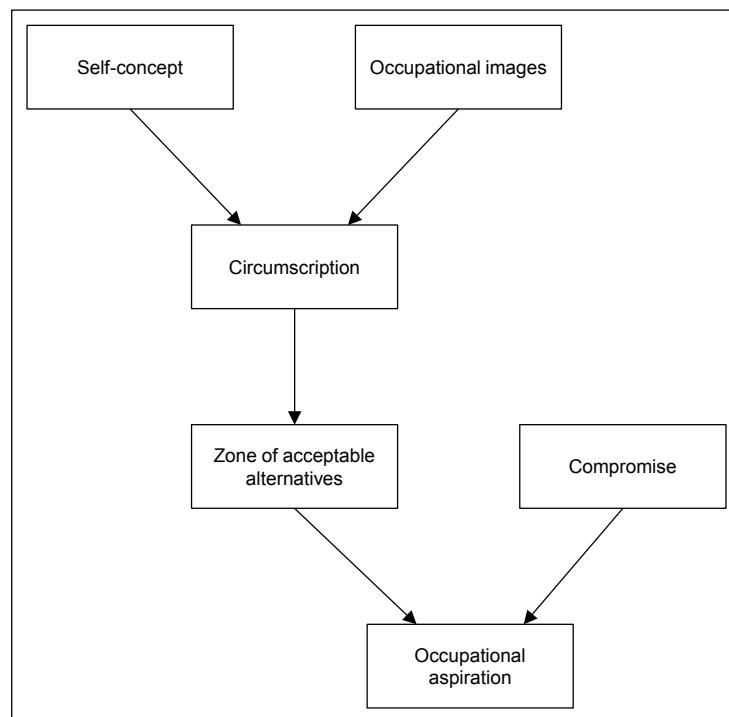 Self-concept
Occupational images
Circumscription
Zone of acceptable
alternatives
Compromise
Occupational
aspiration